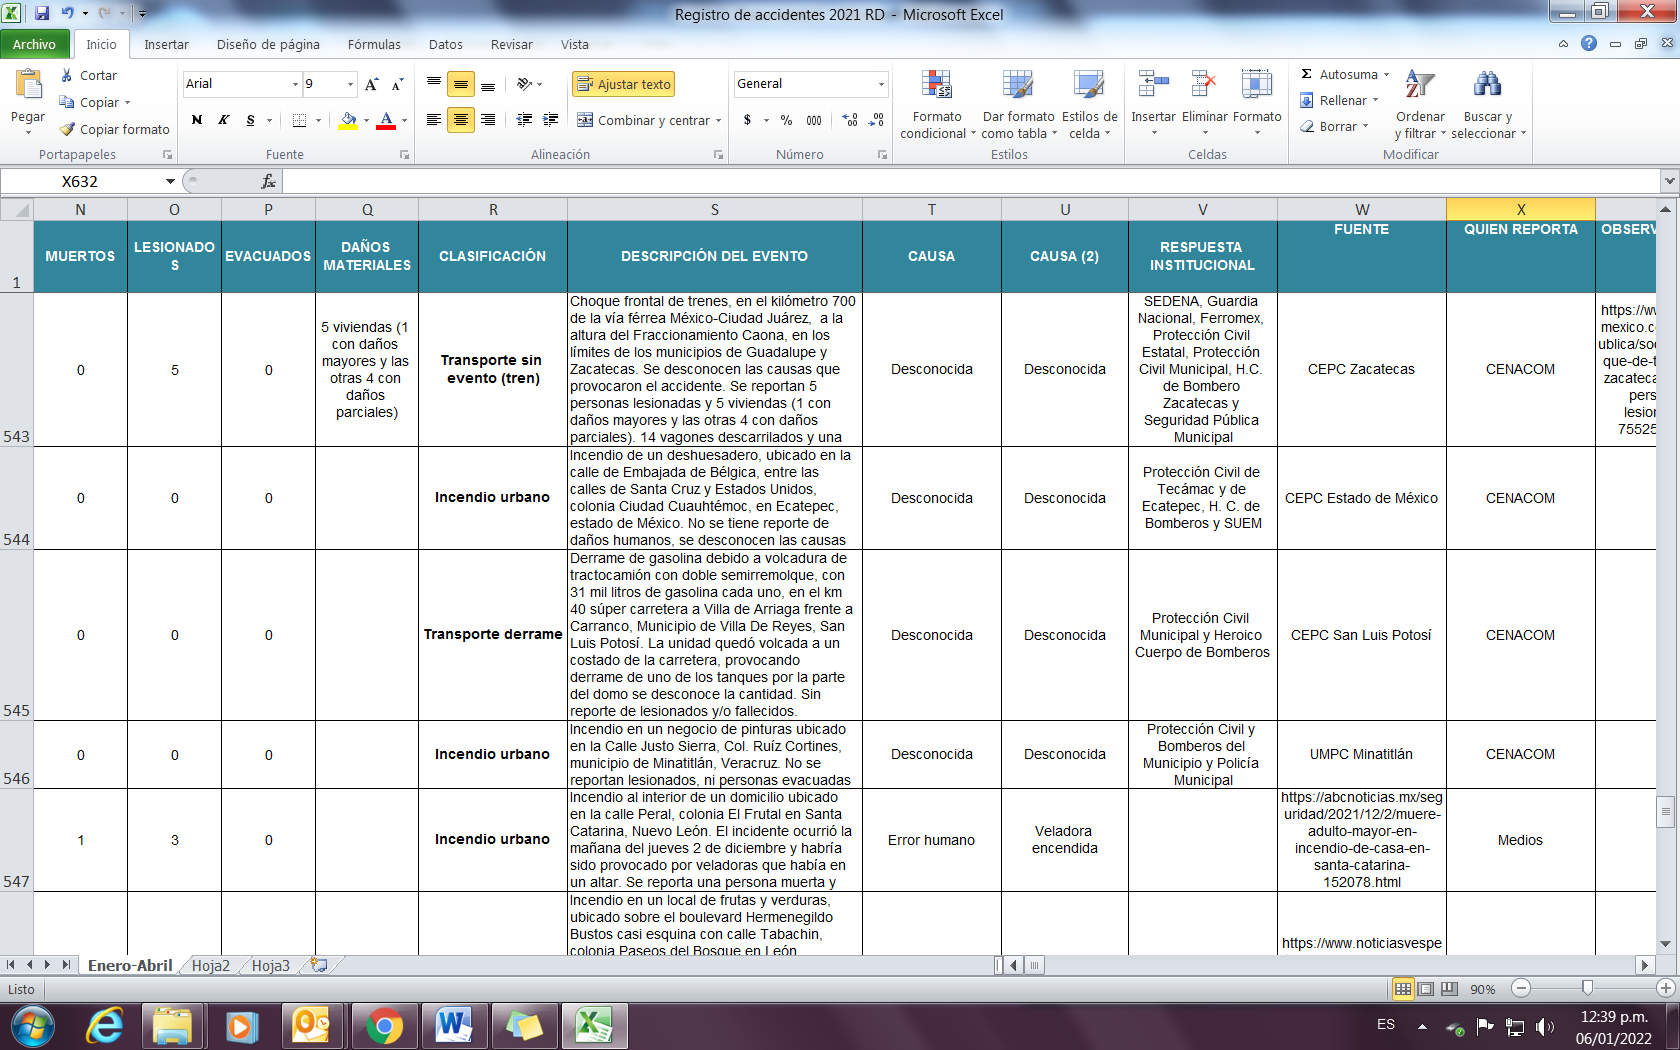 Registro de accidentes 2021 RD - Microsoft Excel
Archivo Inicio Insertar Diseño de página Fórmulas Datos Revisar Vista
Pegar
Cortar
Copiar
Copiar formato
Portapapeles
Arial 9
N K S
A A
Fuente
Ajustar texto
Combinar y centrar
Alineación
General
$ % 000
Número
Formato condicional
Dar formato como tabla
Estilos de celda
Estilos
Insertar Eliminar Formato
Celdas
Autosuma
Rellenar
Borrar
Ordenar y filtrar
Buscar y seleccionar
Modificar
X632 fx
N O P Q R S T U V W X
1
MUERTOS
LESIONADO
S
EVACUADOS
DAÑOS
MATERIALES
CLASIFICACIÓN
DESCRIPCIÓN DEL EVENTO
CAUSA
CAUSA (2)
RESPUESTA
INSTITUCIONAL
FUENTE
QUIEN REPORTA
OBSERV
543
0
5
0
5 viviendas (1
con daños
mayores y las
otras 4 con
daños
parciales)
Transporte sin
evento (tren)
Choque frontal de trenes, en el kilómetro 700
de la vía férrea México-Ciudad Juárez, a la
altura del Fraccionamiento Caona, en los
límites de los municipios de Guadalupe y
Zacatecas. Se desconocen las causas que
provocaron el accidente. Se reportan 5
personas lesionadas y 5 viviendas (1 con
daños mayores y las otras 4 con daños
parciales). 14 vagones descarrilados y una
Desconocida
Desconocida
SEDENA, Guardia
Nacional, Ferromex,
Protección Civil
Estatal, Protección
Civil Municipal, H.C.
de Bombero
Zacatecas y
Seguridad Pública
Municipal
CEPC Zacatecas
CENACOM
https://ww
mexico.c
ublica/soc
que-de-t
zacateca
pers
lesior
75525
544
0
0
0
Incendio urbano
Incendio de un deshuesadero, ubicado en la
calle de Embajada de Bélgica, entre las
calles de Santa Cruz y Estados Unidos,
colonia Ciudad Cuauhtémoc, en Ecatepec,
estado de México. No se tiene reporte de
daños humanos, se desconocen las causas
Desconocida
Desconocida
Protección Civil de
Tecámac y de
Ecatepec, H. C. de
Bomberos y SUEM
CEPC Estado de México
CENACOM
545
0
0
0
Transporte derrame
Derrame de gasolina debido a volcadura de
tractocamión con doble semirremolque, con
31 mil litros de gasolina cada uno, en el km
40 súper carretera a Villa de Arriaga frente a
Carranco, Municipio de Villa De Reyes, San
Luis Potosí. La unidad quedó volcada a un
costado de la carretera, provocando
derrame de uno de los tanques por la parte
del domo se desconoce la cantidad. Sin
reporte de lesionados y/o fallecidos.
Desconocida
Desconocida
Protección Civil
Municipal y Heroico
Cuerpo de Bomberos
CEPC San Luis Potosí
CENACOM
546
0
0
0
Incendio urbano
Incendio en un negocio de pinturas ubicado
en la Calle Justo Sierra, Col. Ruíz Cortines,
municipio de Minatitlán, Veracruz. No se
reportan lesionados, ni personas evacuadas
Desconocida
Desconocida
Protección Civil y
Bomberos del
Municipio y Policía
Municipal
UMPC Minatitlán
CENACOM
547
1
3
0
Incendio urbano
Incendio al interior de un domicilio ubicado
en la calle Peral, colonia El Frutal en Santa
Catarina, Nuevo León. El incidente ocurrió la
mañana del jueves 2 de diciembre y habría
sido provocado por veladoras que había en
un altar. Se reporta una persona muerta y
Error humano
Veladora
encendida
https://abcnoticias.mx/seg
uridad/2021/12/2/muere-
adulto-mayor-en-
incendio-de-casa-en-
santa-catarina-
152078.html
Medios
Incendio en un local de frutas y verduras,
ubicado sobre el boulevard Hermenegildo
Bustos casi esquina con calle Tabachin,
colonia Paseos del Bosque en León
https://www.noticiasvespe
Enero-Abril Hoja2 Hoja3
Listo 90%
ES
12:39 p.m.
06/01/2022